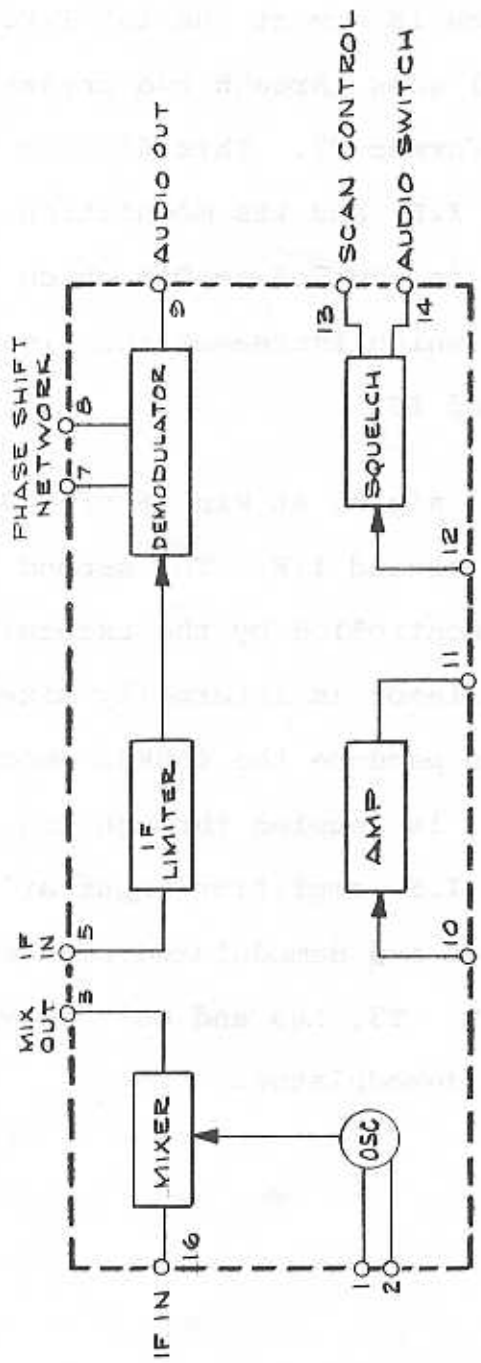 MIX
OUT
IF
IN
PHASE SHIFT
NETWORK
3
5
7
8
IF IN
16
MIXER
IF
LIMITER
DEMODULATOR
9
AUDIO OUT
1
2
OSC
10
AMP
11
12
SQUELCH
13
SCAN CONTROL
14
AUDIO SWITCH